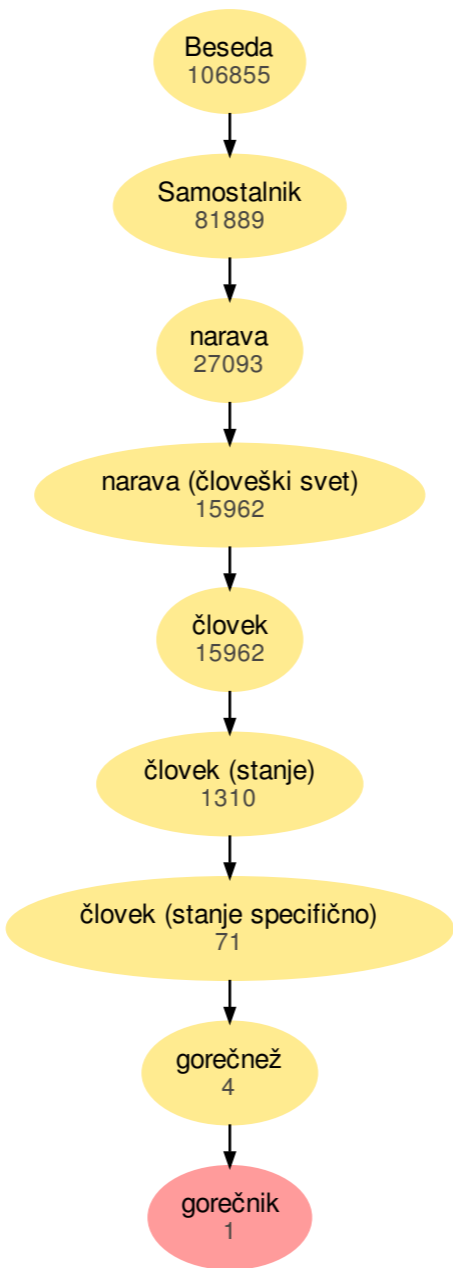 Beseda
106855
Samostalnik
81889
narava
27093
narava (človeški svet)
15962
človek
15962
človek (stanje)
1310
človek (stanje specifično)
71
gorečnež
4
gorečnik
1